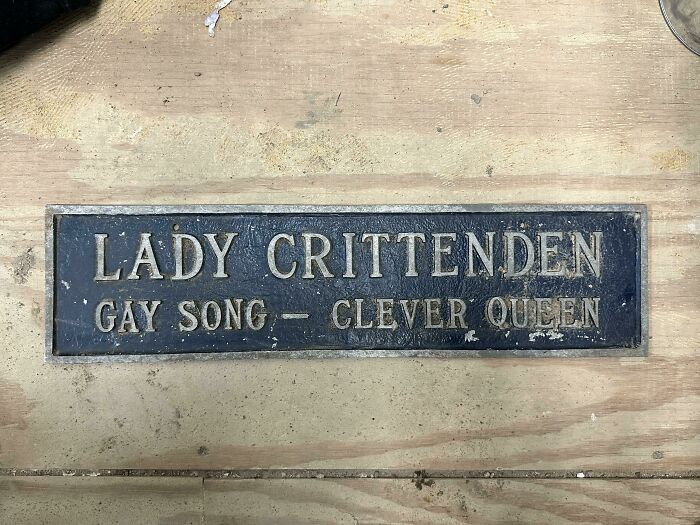 LADY CRITTENDEN
GAY SONG – CLEVER QUEEN